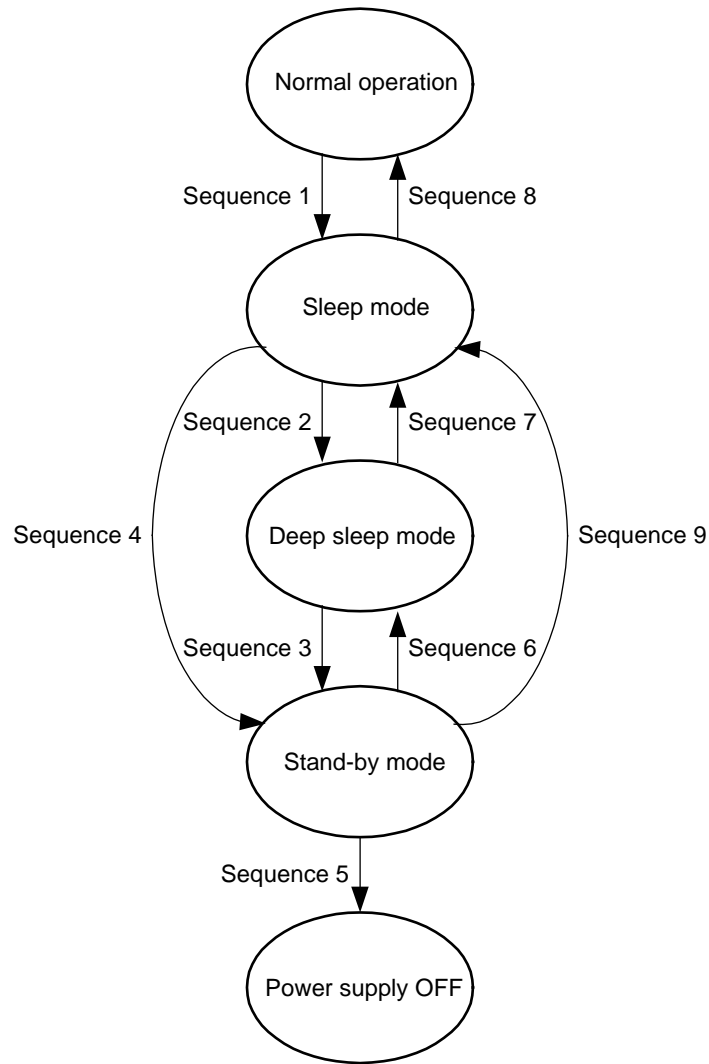 Normal operation
Sequence 1
Sequence 8
Sleep mode
Sequence 2
Sequence 7
Sequence 4
Deep sleep mode
Sequence 9
Sequence 3
Sequence 6
Stand-by mode
Sequence 5
Power supply OFF